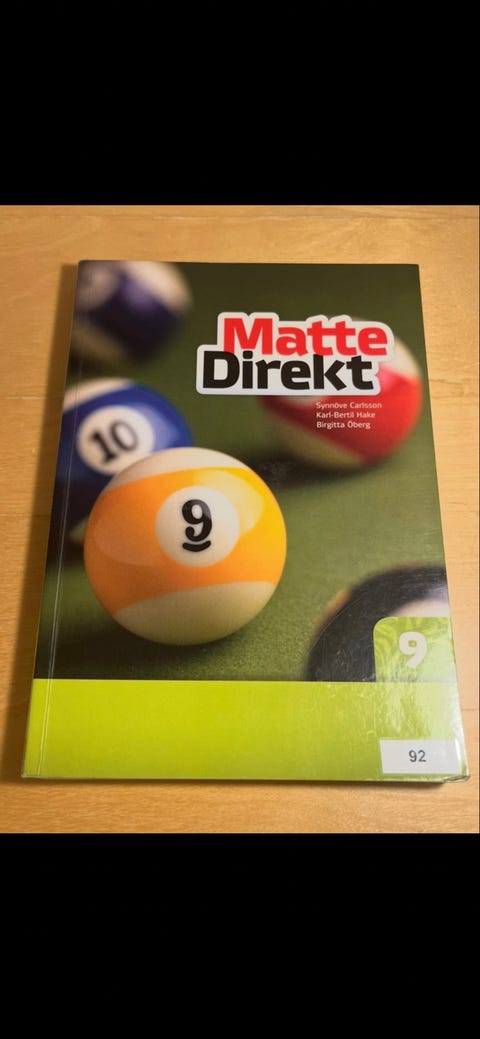 Matte
Direkt
Synnöve Carlsson
Karl-Bertil Hake
Birgitta Öberg
10
9
9
92